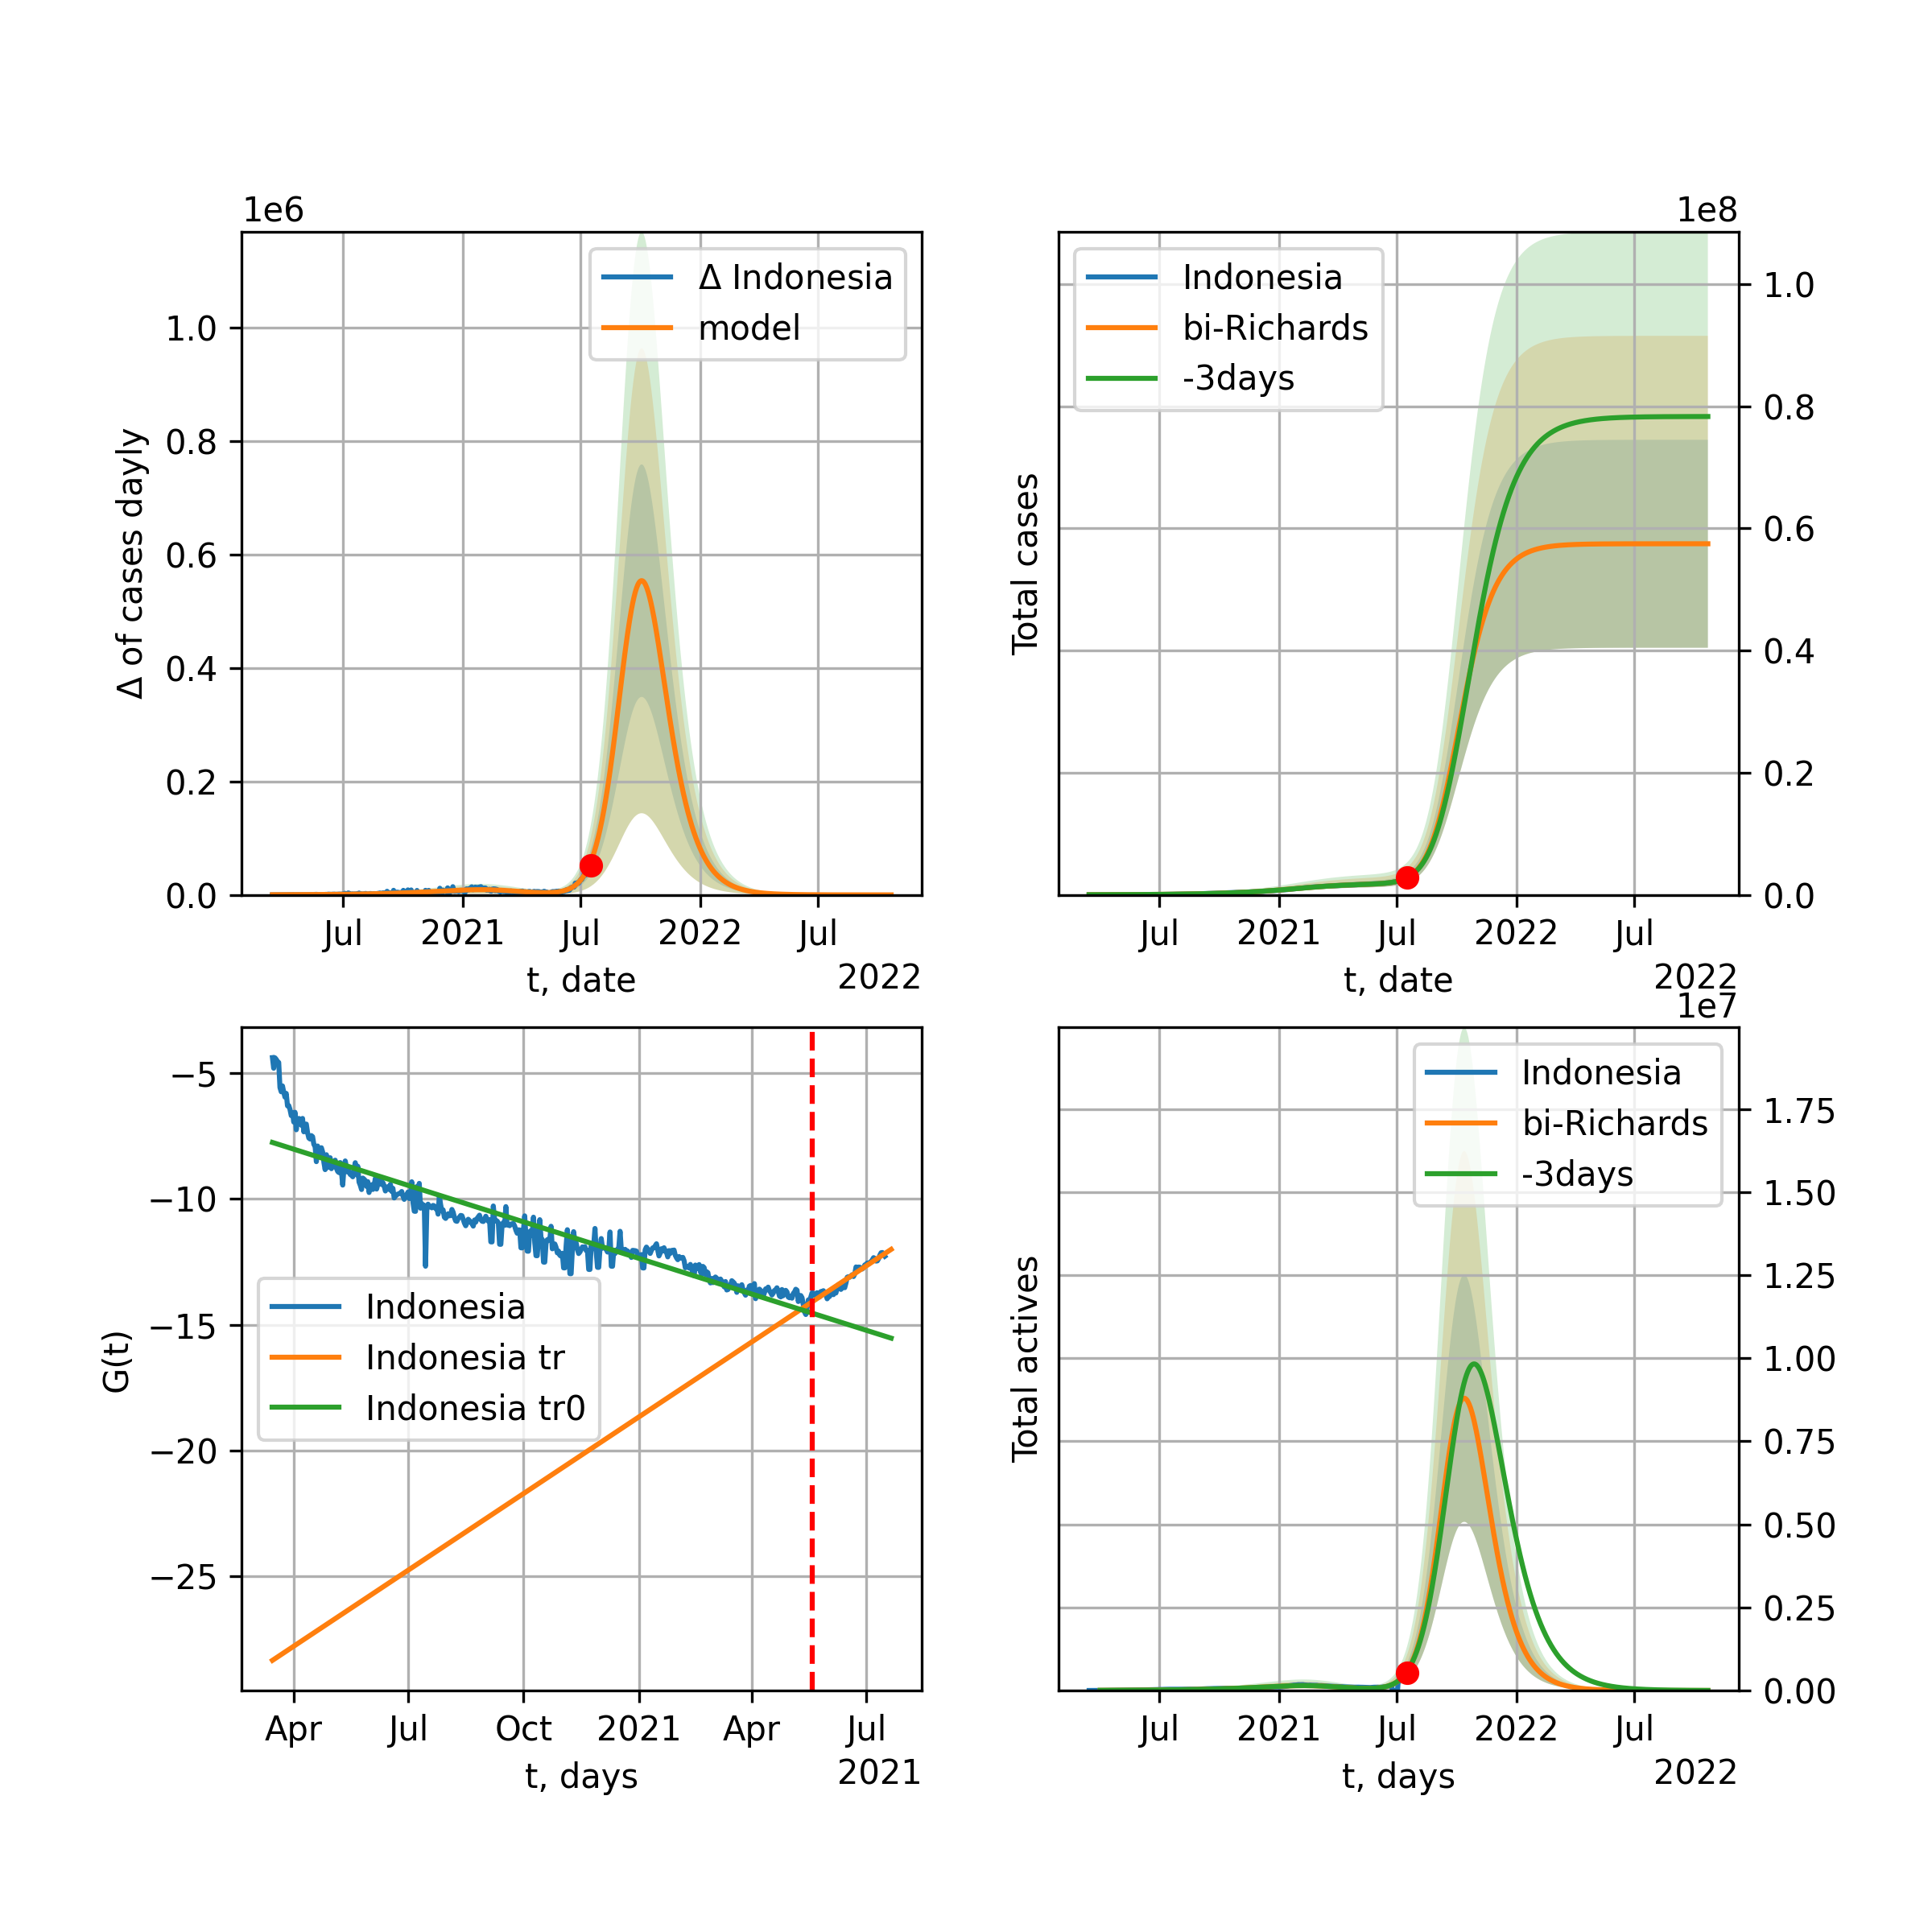 1e6
Δ of cases dayly
1.0
0.8
0.6
0.4
0.2
0.0
Δ Indonesia
model
Jul 2021 Jul 2022 Jul
t, date
2022
1e8
Total cases
Indonesia
bi-Richards
-3days
1.0
0.8
0.6
0.4
0.2
0.0
Jul 2021 Jul 2022 Jul
t, date
2022
G(t)
−5
−10
−15
−20
−25
Indonesia
Indonesia tr
Indonesia tr0
Apr Jul Oct 2021 Apr Jul
t, days
2021
1e7
Total actives
Indonesia
bi-Richards
-3days
1.75
1.50
1.25
1.00
0.75
0.50
0.25
0.00
Jul 2021 Jul 2022 Jul
t, days
2022